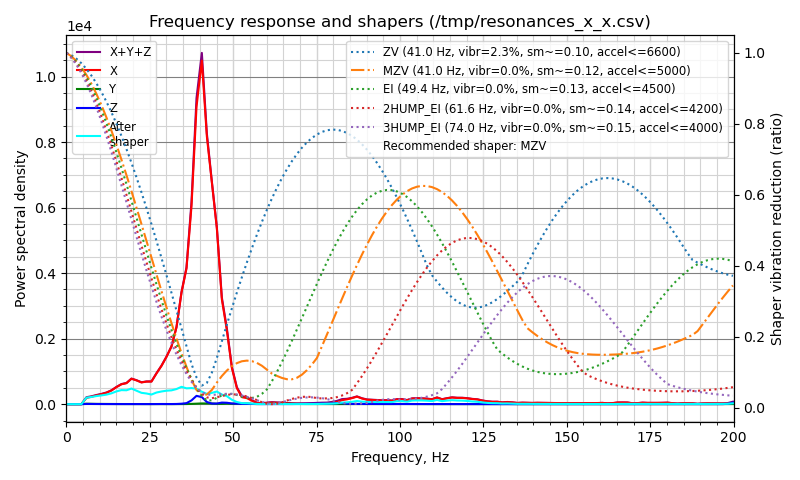 Frequency response and shapers (/tmp/resonances_x_x.csv)
1e4
X+Y+Z
X
Y
Z
After
shaper
ZV (41.0 Hz, vibr=2.3%, sm~=0.10, accel<=6600)
MZV (41.0 Hz, vibr=0.0%, sm~=0.12, accel<=5000)
EI (49.4 Hz, vibr=0.0%, sm~=0.13, accel<=4500)
2HUMP_EI (61.6 Hz, vibr=0.0%, sm~=0.14, accel<=4200)
3HUMP_EI (74.0 Hz, vibr=0.0%, sm~=0.15, accel<=4000)
Recommended shaper: MZV
Power spectral density
1.0
0.8
0.6
0.4
0.2
0.0
Shaper vibration reduction (ratio)
1.0
0.8
0.6
0.4
0.2
0.0
0 25 50 75 100 125 150 175 200
Frequency, Hz